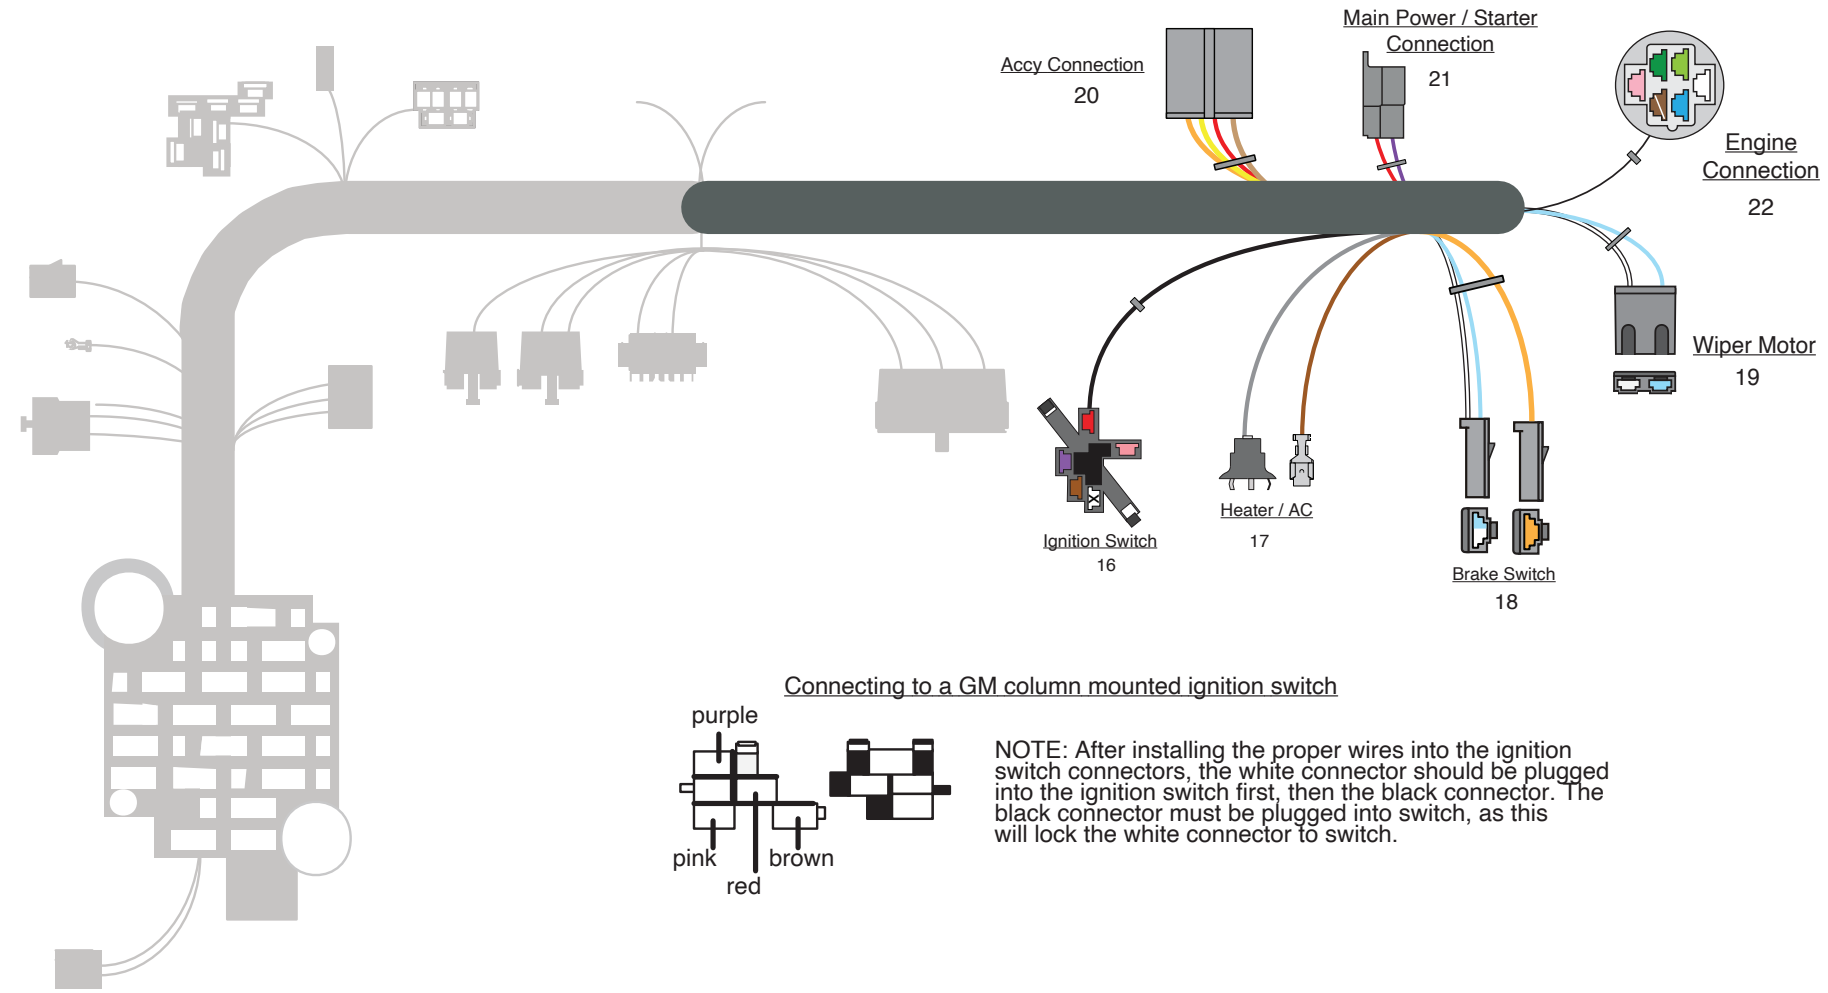 Main Power / Starter
Connection
21
Accy Connection
20
Engine
Connection
22
Wiper Motor
19
Ignition Switch
16
Heater / AC
17
Brake Switch
18
Connecting to a GM column mounted ignition switch
purple
pink
red
brown
NOTE: After installing the proper wires into the ignition
switch connectors, the white connector should be plugged
into the ignition switch first, then the black connector. The
black connector must be plugged into switch, as this
will lock the white connector to switch.